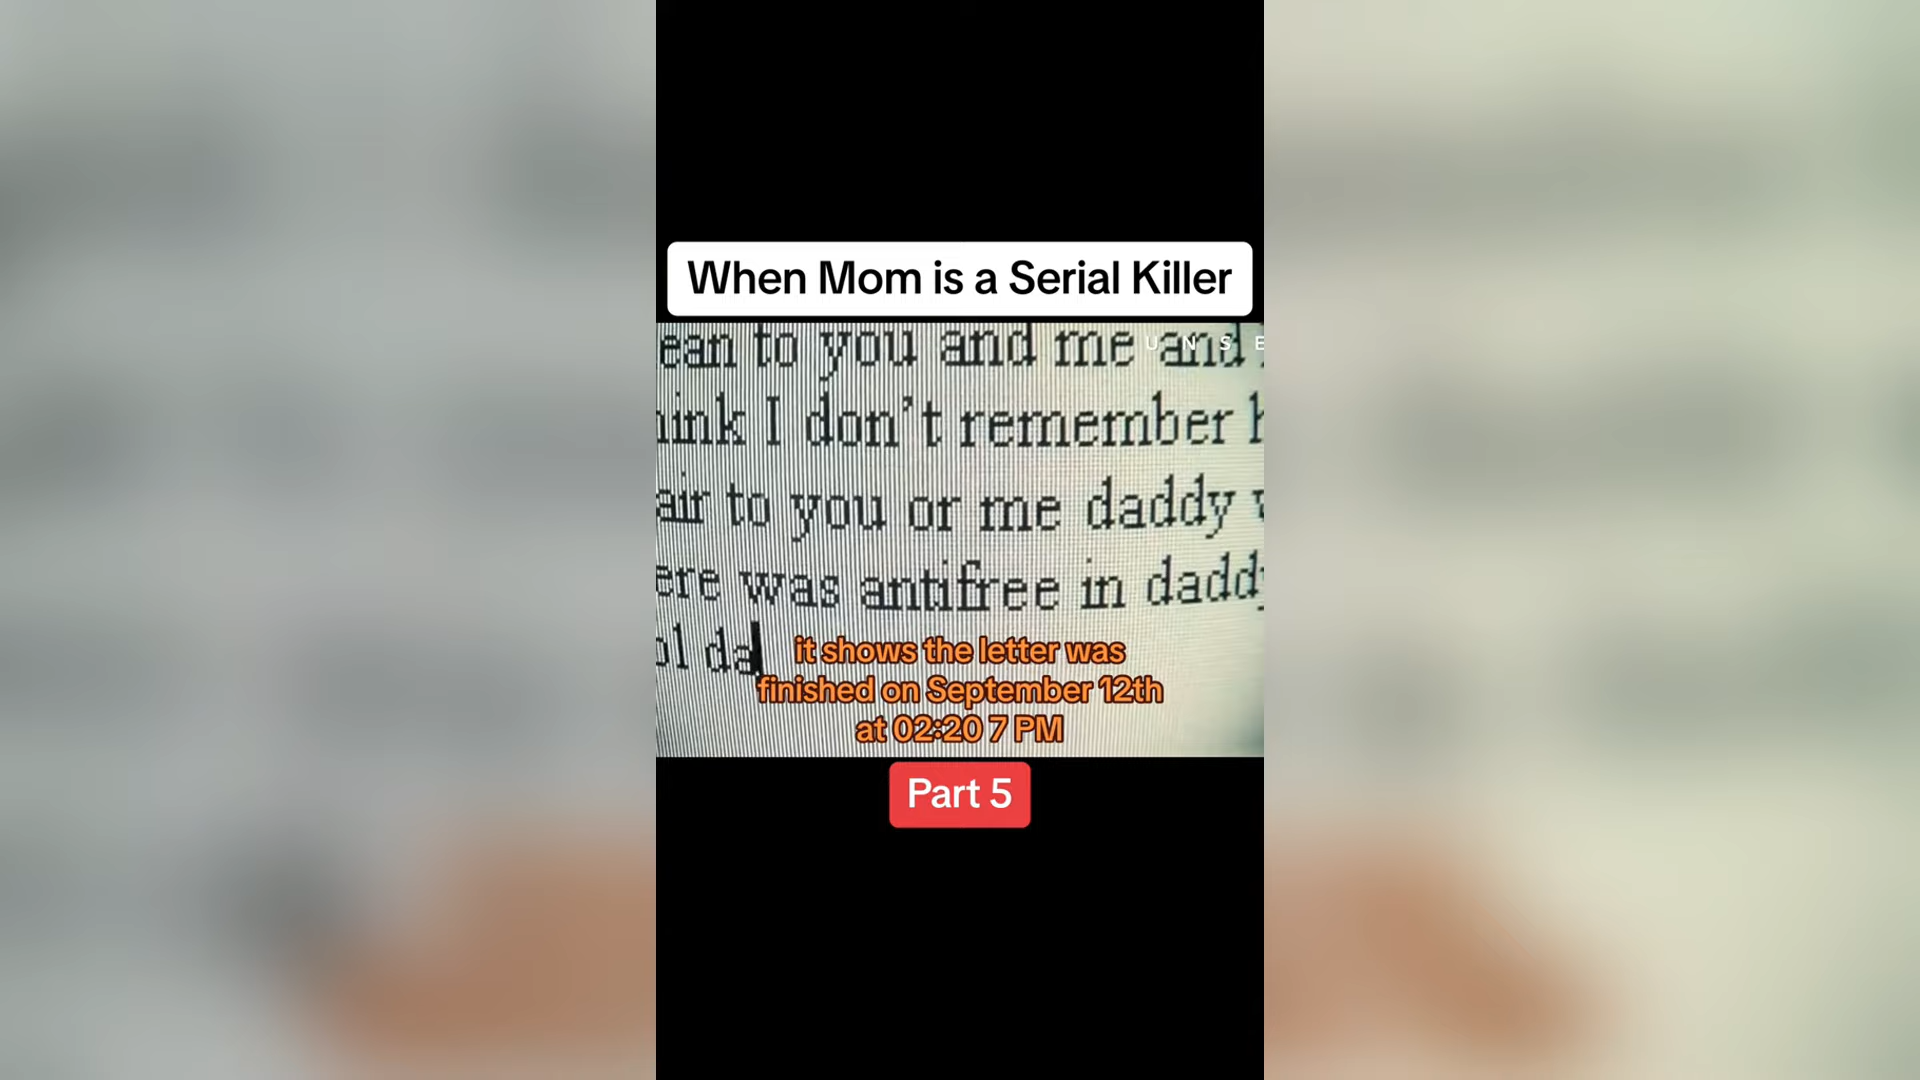 When Mom is a Serial Killer
U N S E
ean to you and me and
ink I don't remember h
air to you or me daddy
ere was antifree in daddy
ol da
it shows the letter was
finished on September 12th
at 02:20 7 PM
Part 5